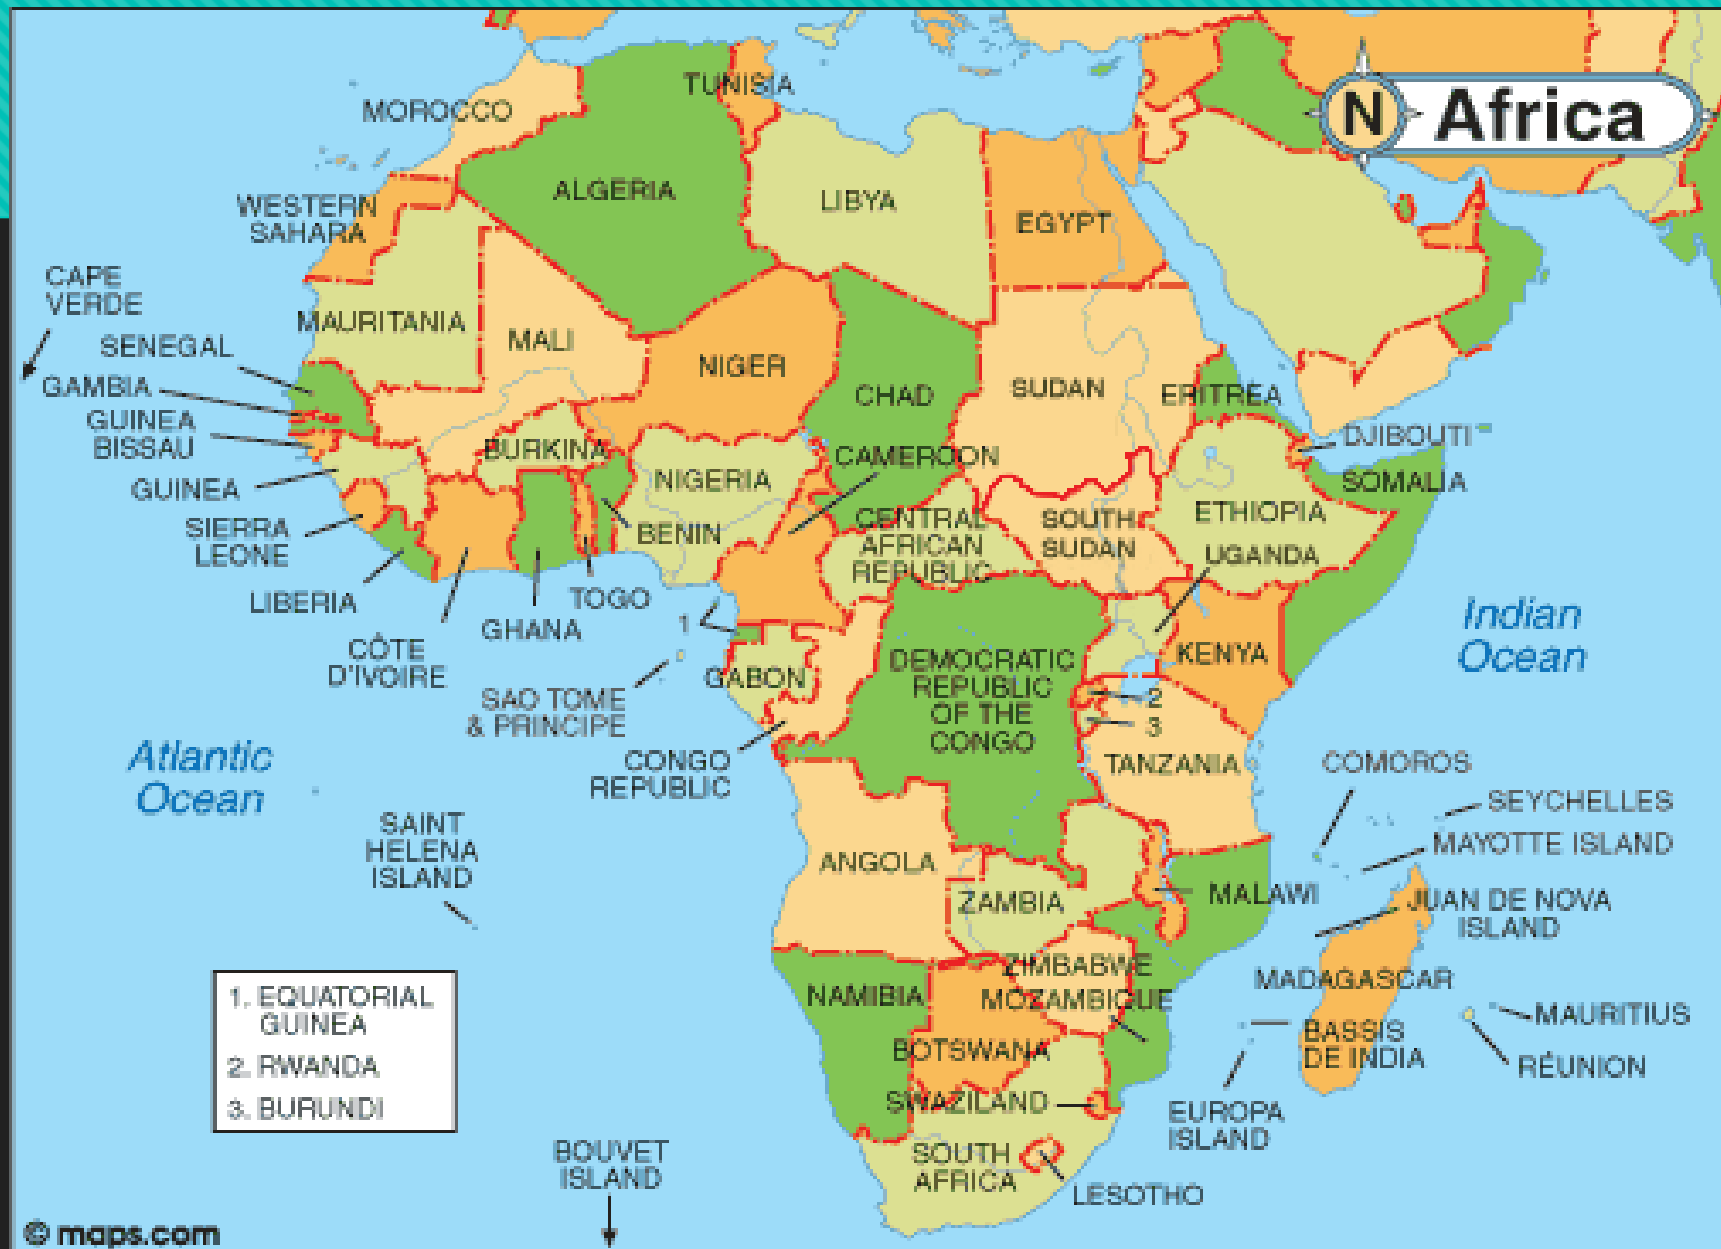 N Africa
MOROCCO
TUNISIA
ALGERIA
LIBYA
EGYPT
WESTERN
SAHARA
CAPE
VERDE
MAURITANIA
MALI
NIGER
CHAD
SUDAN
ERITREA
SENEGAL
GAMBIA
GUINEA
BISSAU
GUINEA
SIERRA
LEONE
LIBERIA
CÔTE
D'IVOIRE
BURKINA
GHANA
TOGO
BENIN
NIGERIA
CAMEROON
CENTRAL
AFRICAN
REPUBLIC
SOUTH
SUDAN
DJIBOUTI
SOMALIA
ETHIOPIA
UGANDA
KENYA
1
GABON
SAO TOME
& PRINCIPE
CONGO
REPUBLIC
DEMOCRATIC
REPUBLIC
OF THE
CONGO
2
3
TANZANIA
Indian
Ocean
Atlantic
Ocean
SAINT
HELENA
ISLAND
ANGOLA
ZAMBIA
MALAWI
COMOROS
SEYCHELLES
MAYOTTE ISLAND
JUAN DE NOVA
ISLAND
MADAGASCAR
MAURITIUS
RÉUNION
BASSIS
DE INDIA
EUROPA
ISLAND
ZIMBABWE
MOZAMBIQUE
NAMIBIA
BOTSWANA
SWAZILAND
SOUTH
AFRICA
LESOTHO
1. EQUATORIAL
GUINEA
2. RWANDA
3. BURUNDI
BOUVET
ISLAND
© maps.com